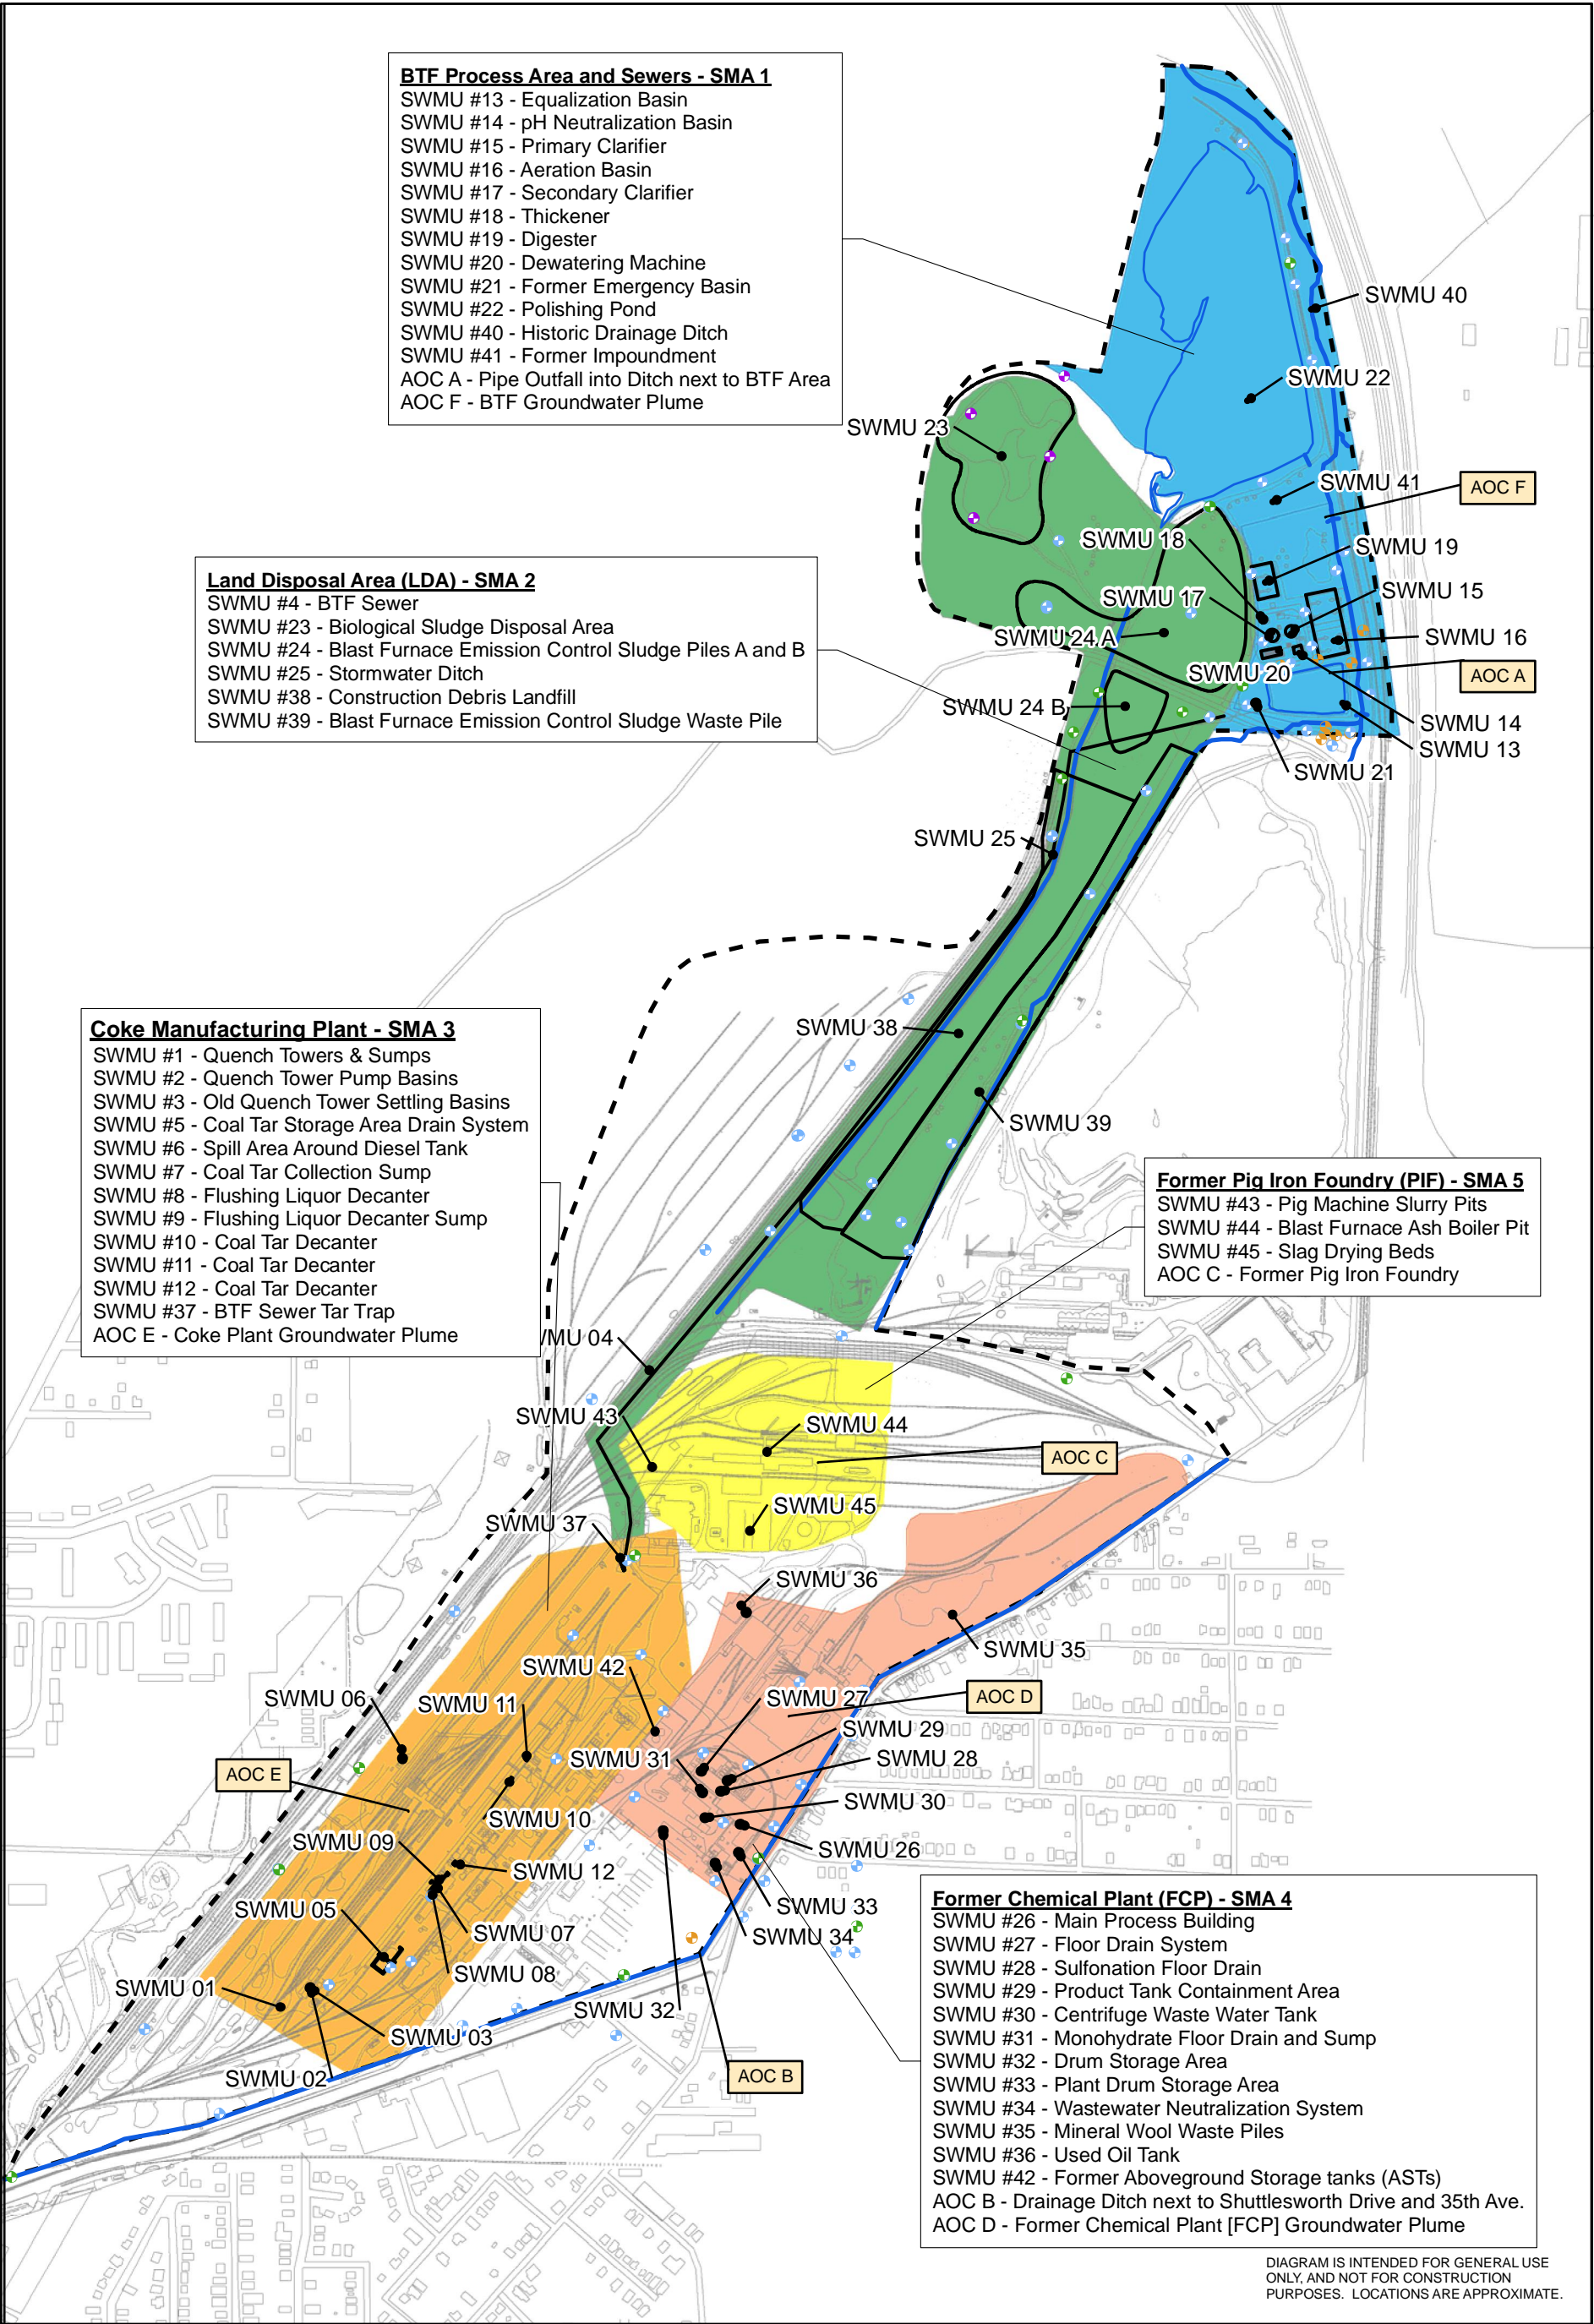 BTF Process Area and Sewers - SMA 1
SWMU #13 - Equalization Basin
SWMU #14 - pH Neutralization Basin
SWMU #15 - Primary Clarifier
SWMU #16 - Aeration Basin
SWMU #17 - Secondary Clarifier
SWMU #18 - Thickener
SWMU #19 - Digester
SWMU #20 - Dewatering Machine
SWMU #21 - Former Emergency Basin
SWMU #22 - Polishing Pond
SWMU #40 - Historic Drainage Ditch
SWMU #41 - Former Impoundment
AOC A - Pipe Outfall into Ditch next to BTF Area
AOC F - BTF Groundwater Plume
SWMU 40
SWMU 22
SWMU 23
SWMU 41
AOC F
SWMU 18
SWMU 19
SWMU 15
SWMU 17
SWMU 24 A
SWMU 16
SWMU 20
AOC A
SWMU 24 B
SWMU 14
SWMU 13
SWMU 21
Land Disposal Area (LDA) - SMA 2
SWMU #4 - BTF Sewer
SWMU #23 - Biological Sludge Disposal Area
SWMU #24 - Blast Furnace Emission Control Sludge Piles A and B
SWMU #25 - Stormwater Ditch
SWMU #38 - Construction Debris Landfill
SWMU #39 - Blast Furnace Emission Control Sludge Waste Pile
SWMU 25
SWMU 38
SWMU 39
Coke Manufacturing Plant - SMA 3
SWMU #1 - Quench Towers & Sumps
SWMU #2 - Quench Tower Pump Basins
SWMU #3 - Old Quench Tower Settling Basins
SWMU #5 - Coal Tar Storage Area Drain System
SWMU #6 - Spill Area Around Diesel Tank
SWMU #7 - Coal Tar Collection Sump
SWMU #8 - Flushing Liquor Decanter
SWMU #9 - Flushing Liquor Decanter Sump
SWMU #10 - Coal Tar Decanter
SWMU #11 - Coal Tar Decanter
SWMU #12 - Coal Tar Decanter
SWMU #37 - BTF Sewer Tar Trap
AOC E - Coke Plant Groundwater Plume
Former Pig Iron Foundry (PIF) - SMA 5
SWMU #43 - Pig Machine Slurry Pits
SWMU #44 - Blast Furnace Ash Boiler Pit
SWMU #45 - Slag Drying Beds
AOC C - Former Pig Iron Foundry
MU 04
SWMU 43
SWMU 44
AOC C
SWMU 45
SWMU 37
SWMU 36
SWMU 35
SWMU 42
SWMU 06
SWMU 11
SWMU 27
AOC D
SWMU 29
SWMU 31
SWMU 28
AOC E
SWMU 10
SWMU 30
SWMU 09
SWMU 26
SWMU 12
SWMU 05
SWMU 33
SWMU 07
SWMU 34
SWMU 08
SWMU 01
SWMU 32
SWMU 03
SWMU 02
AOC B
Former Chemical Plant (FCP) - SMA 4
SWMU #26 - Main Process Building
SWMU #27 - Floor Drain System
SWMU #28 - Sulfonation Floor Drain
SWMU #29 - Product Tank Containment Area
SWMU #30 - Centrifuge Waste Water Tank
SWMU #31 - Monohydrate Floor Drain and Sump
SWMU #32 - Drum Storage Area
SWMU #33 - Plant Drum Storage Area
SWMU #34 - Wastewater Neutralization System
SWMU #35 - Mineral Wool Waste Piles
SWMU #36 - Used Oil Tank
SWMU #42 - Former Aboveground Storage tanks (ASTs)
AOC B - Drainage Ditch next to Shuttlesworth Drive and 35th Ave.
AOC D - Former Chemical Plant [FCP] Groundwater Plume
DIAGRAM IS INTENDED FOR GENERAL USE
ONLY, AND NOT FOR CONSTRUCTION
PURPOSES. LOCATIONS ARE APPROXIMATE.